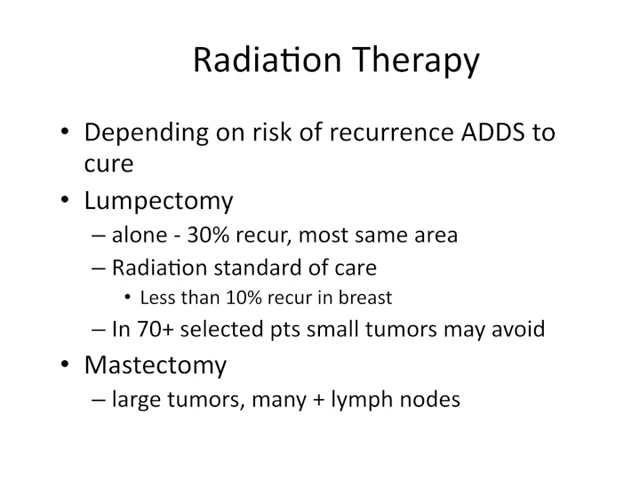 Radiation Therapy
• Depending on risk of recurrence ADDS to
cure
• Lumpectomy
– alone - 30% recur, most same area
– Radiation standard of care
• Less than 10% recur in breast
– In 70+ selected pts small tumors may avoid
• Mastectomy
– large tumors, many + lymph nodes